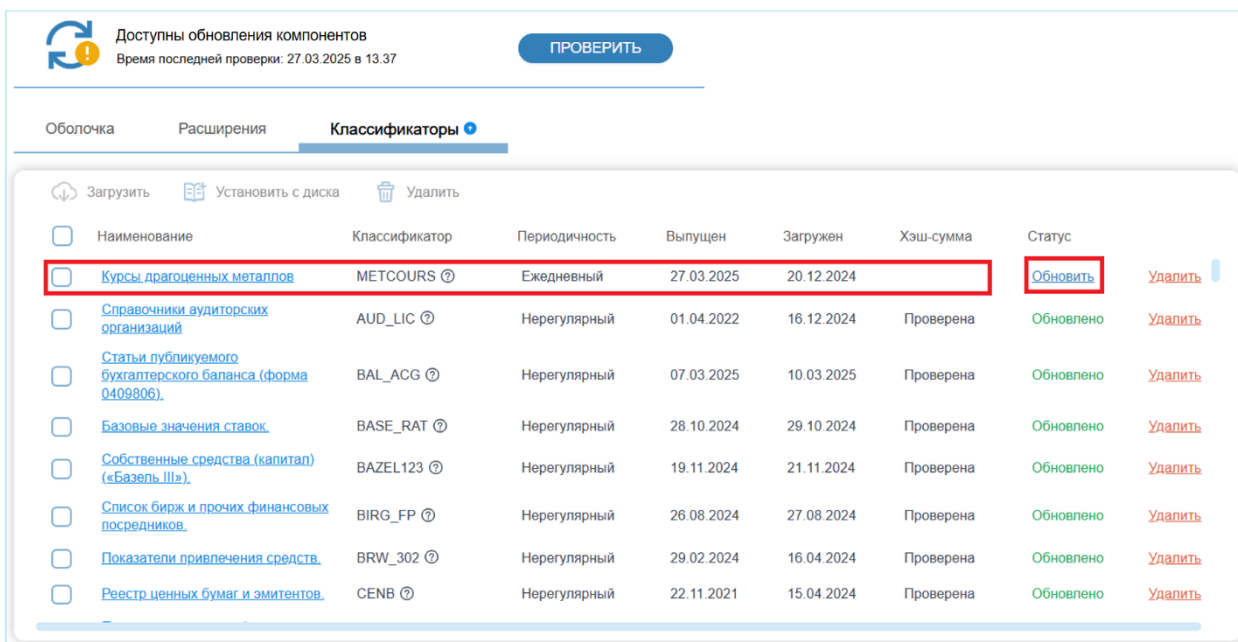 Доступны обновления компонентов
Время последней проверки: 27.03.2025 в 13.37
ПРОВЕРИТЬ
Оболочка Расширения Классификаторы
Загрузить Установить с диска Удалить
Наименование Классификатор Периодичность Выпущен Загружен Хэш-сумма Статус
Курсы драгоценных металлов METCOURS Ежедневный 27.03.2025 20.12.2024 Обновить Удалить
Справочники аудиторских
организаций AUD_LIC Нерегулярный 01.04.2022 16.12.2024 Проверена Обновлено Удалить
Статьи публикуемого
бухгалтерского баланса (форма
0409806). BAL_ACG Нерегулярный 07.03.2025 10.03.2025 Проверена Обновлено Удалить
Базовые значения ставок. BASE_RAT Нерегулярный 28.10.2024 29.10.2024 Проверена Обновлено Удалить
Собственные средства (капитал)
(«Базель III»). BAZEL123 Нерегулярный 19.11.2024 21.11.2024 Проверена Обновлено Удалить
Список бирж и прочих финансовых
посредников. BIRG_FP Нерегулярный 26.08.2024 27.08.2024 Проверена Обновлено Удалить
Показатели привлечения средств. BRW_302 Нерегулярный 29.02.2024 16.04.2024 Проверена Обновлено Удалить
Реестр ценных бумаг и эмитентов. CENB Нерегулярный 22.11.2021 15.04.2024 Проверена Обновлено Удалить